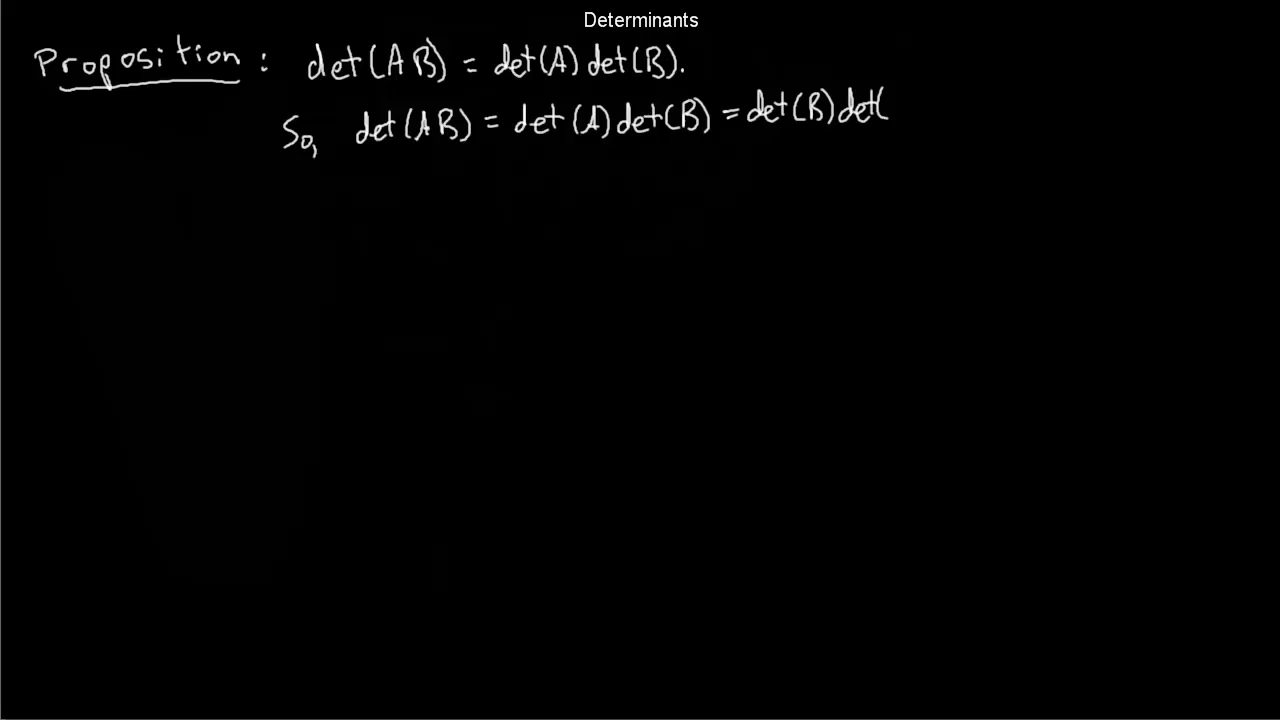 Determinants
Proposition : det(AB) = det(A) det(B).
So, det(AB) = det(A) det(B) = det(B) det(